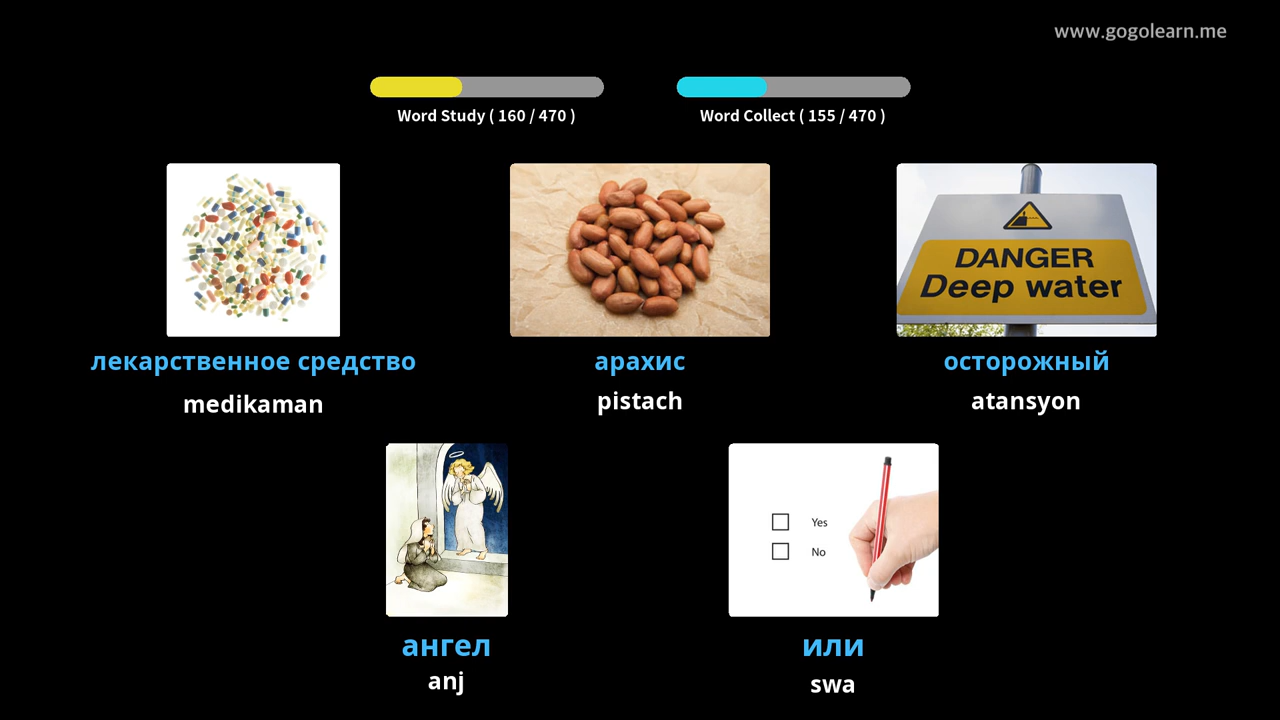 www.gogolearn.me
Word Study ( 160 / 470 )
Word Collect ( 155 / 470 )
DANGER
Deep water
лекарственное средство
арахис
осторожный
medikaman
pistach
atansyon
Yes
No
ангел
или
anj
swa